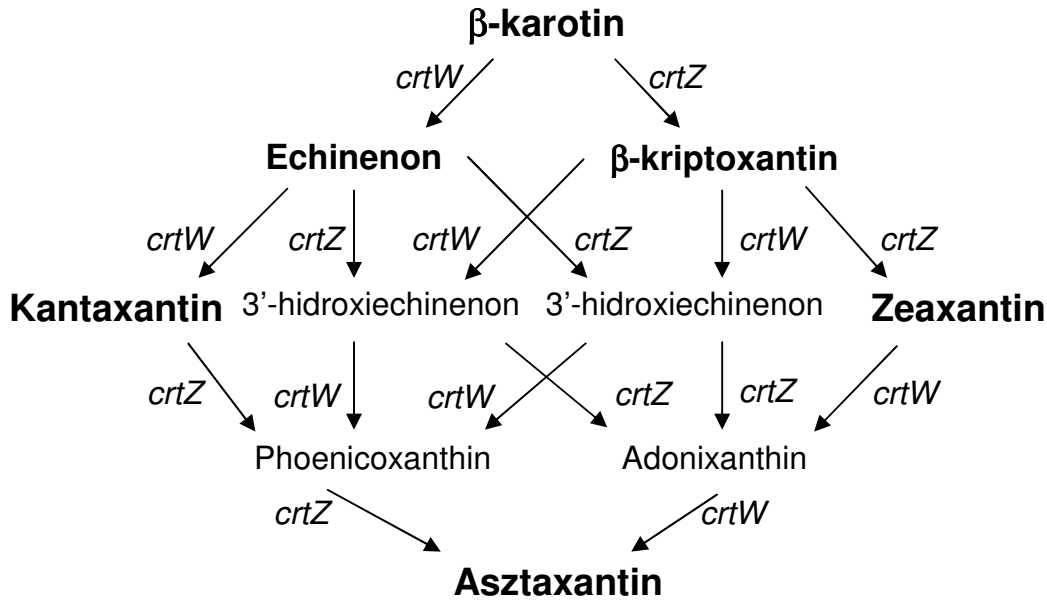 β-karotin
crtW crtZ
Echinenon β-kriptoxantin
crtW crtZ crtW crtZ crtW crtZ
Kantaxantin 3'-hidroxiechinenon 3'-hidroxiechinenon Zeaxantin
crtZ crtW crtW crtZ crtZ crtW
Phoenicoxanthin Adonixanthin
crtZ crtW
Asztaxantin